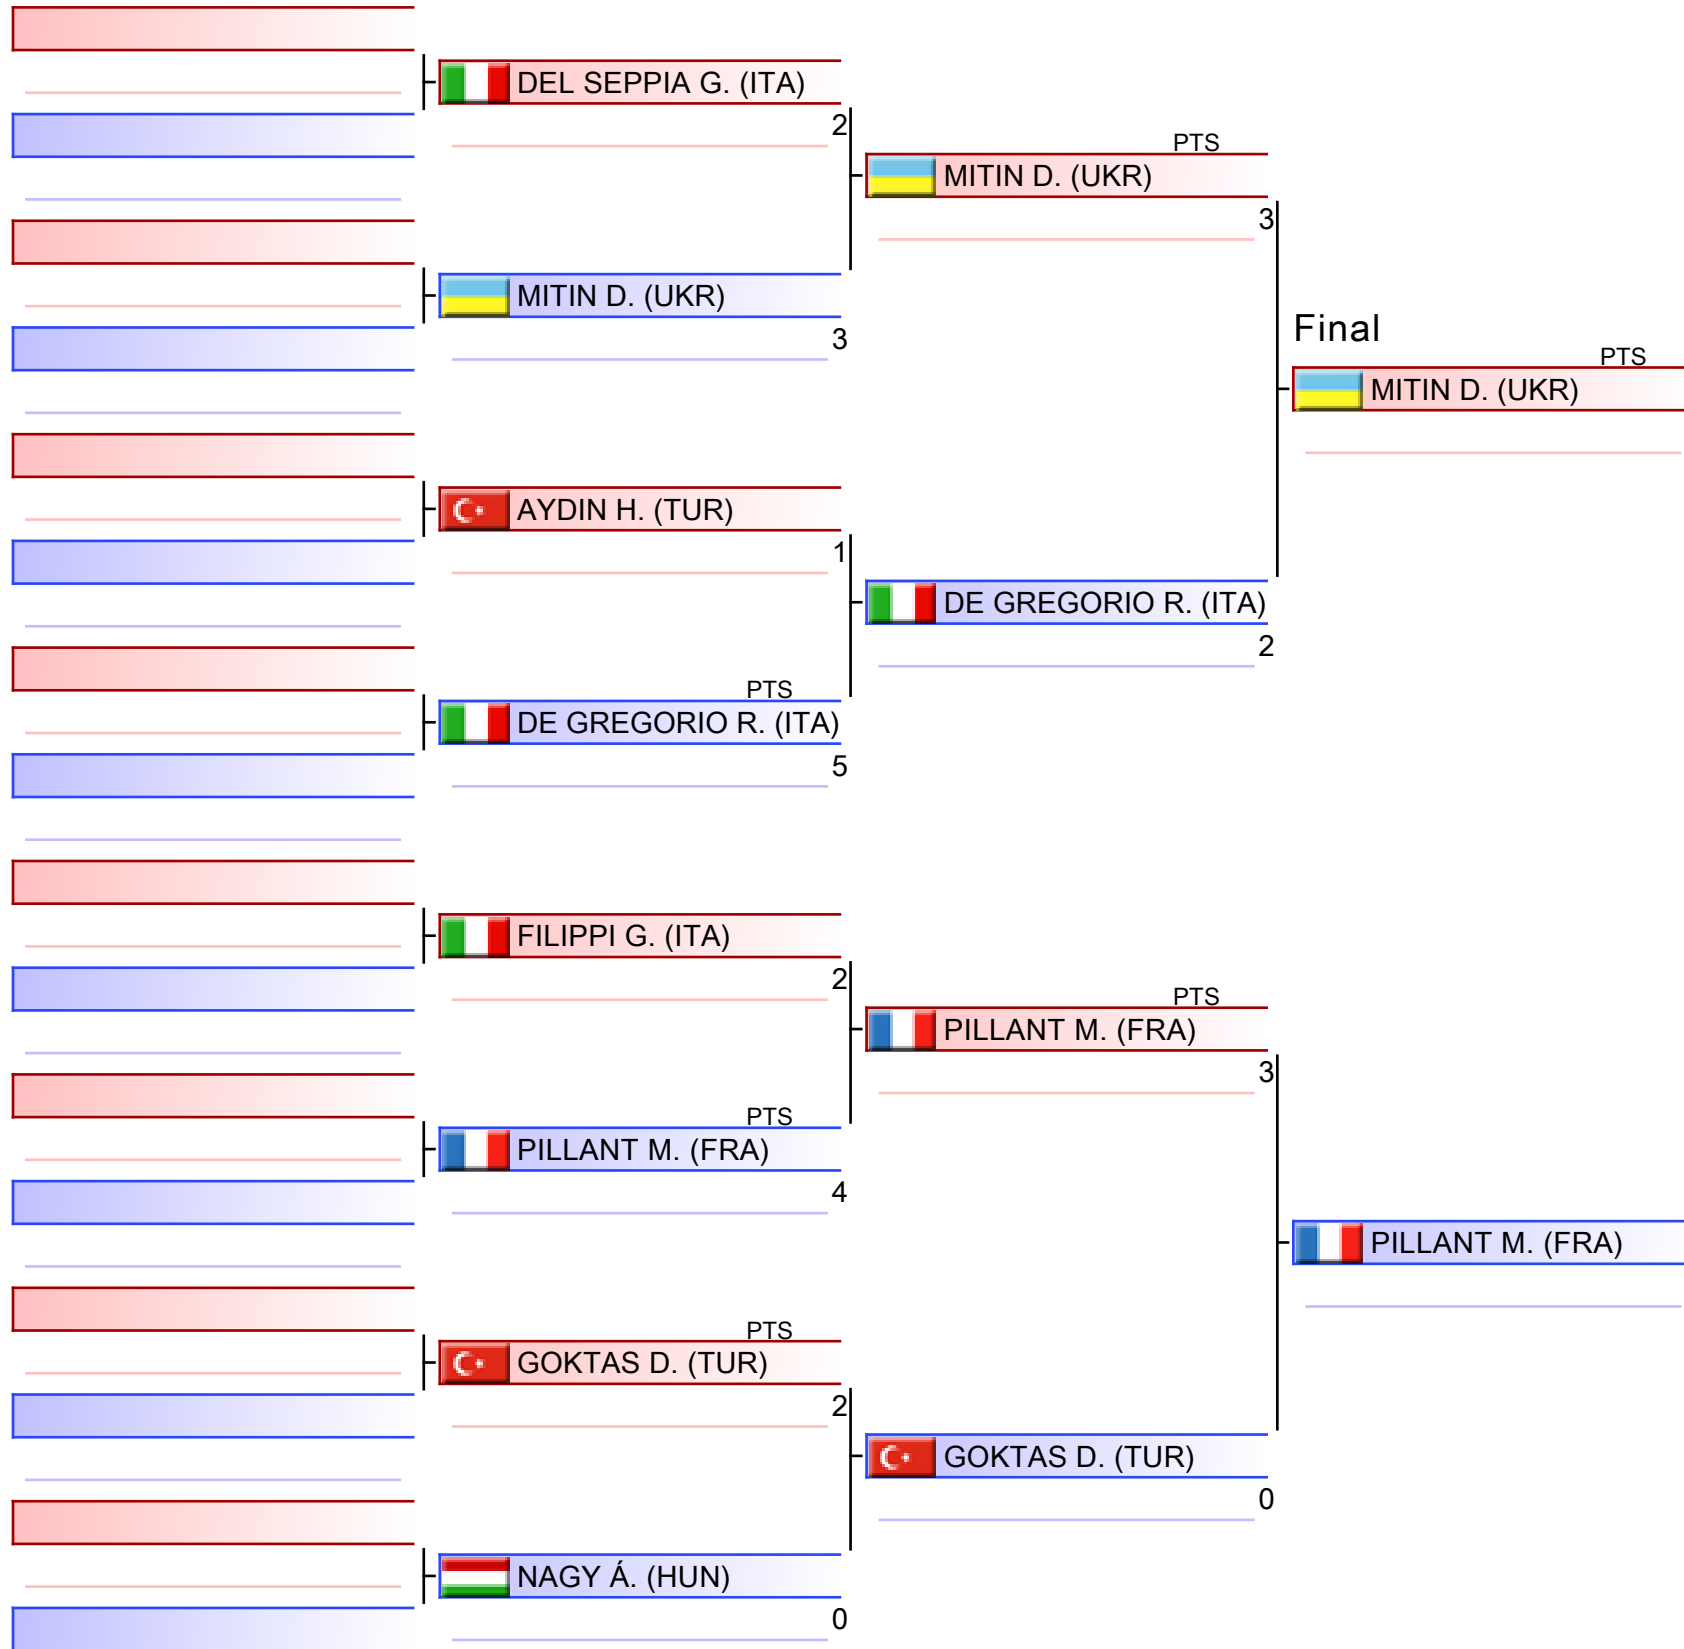 DEL SEPPIA G. (ITA)
2
PTS
MITIN D. (UKR)
3
MITIN D. (UKR)
3
Final
PTS
MITIN D. (UKR)
AYDIN H. (TUR)
1
DE GREGORIO R. (ITA)
2
PTS
DE GREGORIO R. (ITA)
5
FILIPPI G. (ITA)
2
PTS
PILLANT M. (FRA)
3
PTS
PILLANT M. (FRA)
4
PILLANT M. (FRA)
PTS
GOKTAS D. (TUR)
2
GOKTAS D. (TUR)
0
NAGY Á. (HUN)
0